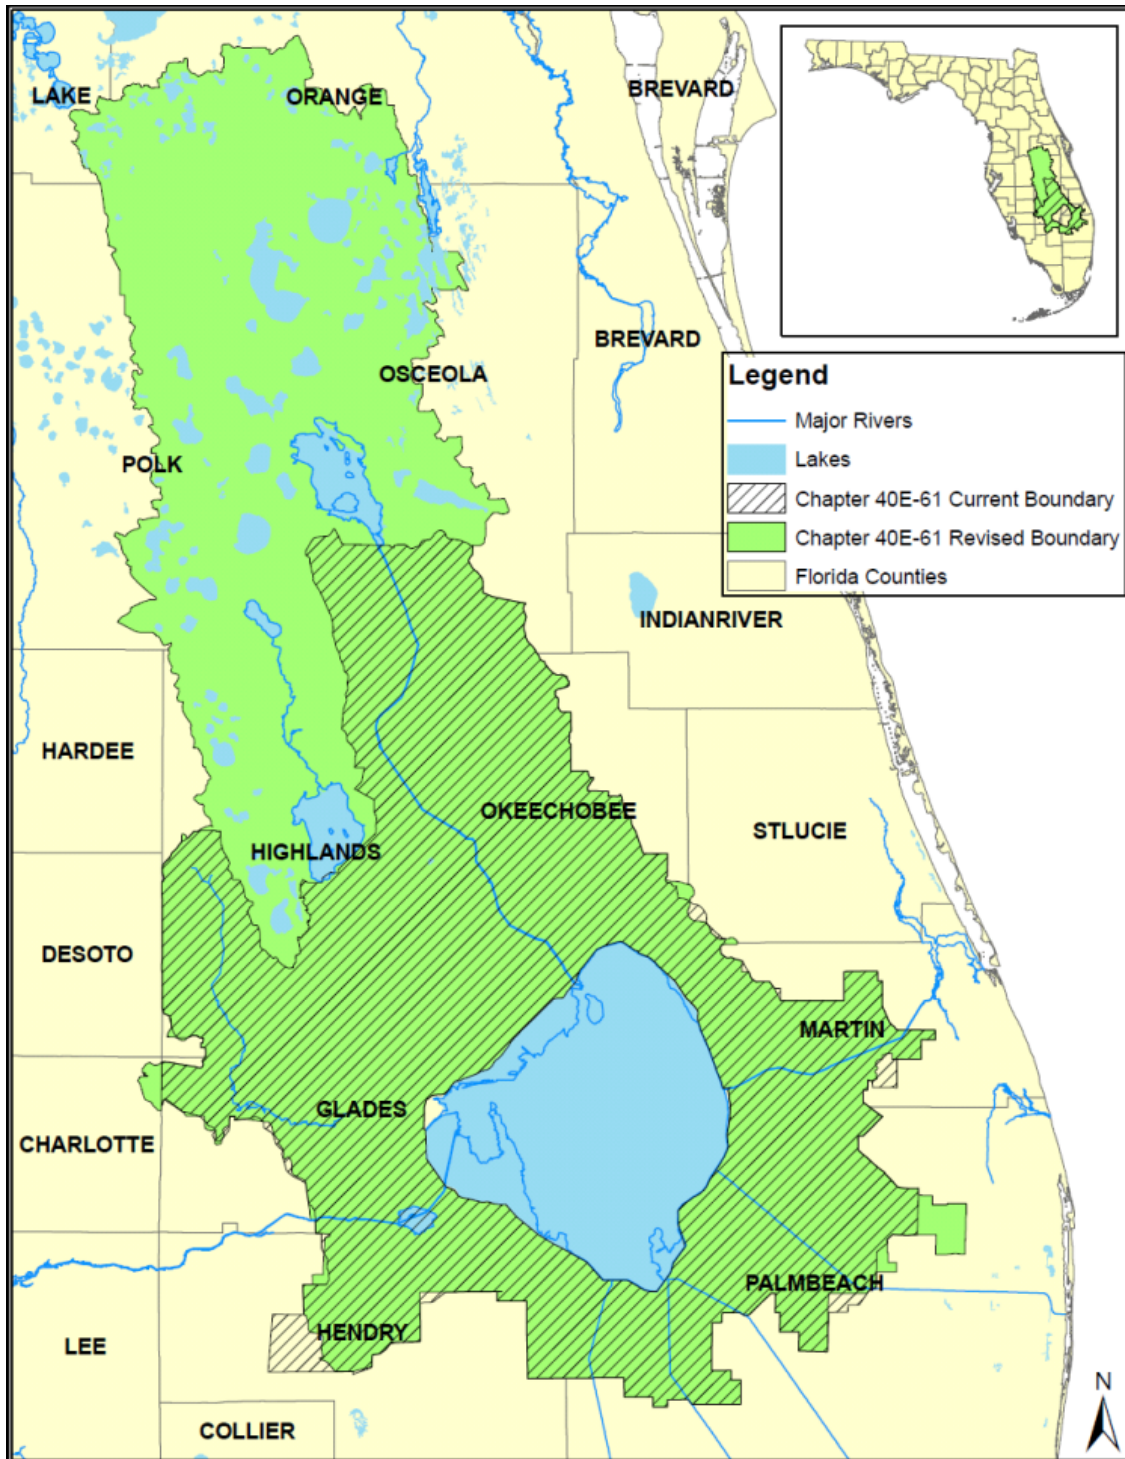 LAKE
ORANGE
BREVARD
BREVARD
OSCEOLA
Legend
Major Rivers
Lakes
Chapter 40E-61 Current Boundary
Chapter 40E-61 Revised Boundary
Florida Counties
POLK
INDIANRIVER
HARDEE
OKEECHOBEE
STLUCIE
HIGHLANDS
DESOTO
MARTIN
GLADES
CHARLOTTE
PALMBEACH
HENDRY
LEE
COLLIER
N